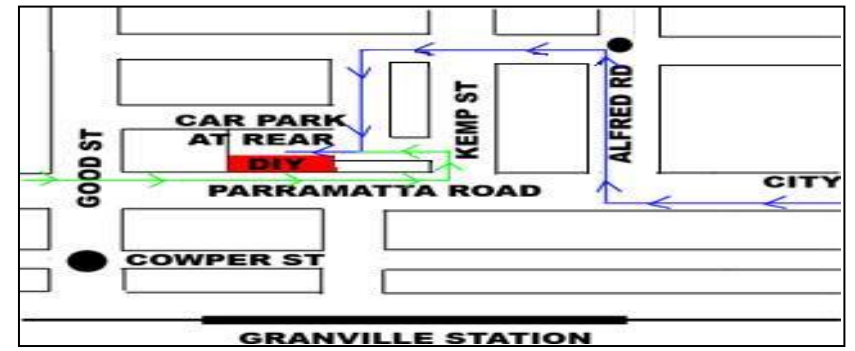 CAR PARK
AT REAR
DIY
GOOD ST
KEMP ST
ALFRED RD
CITY
PARRAMATTA ROAD
COWPER ST
GRANVILLE STATION